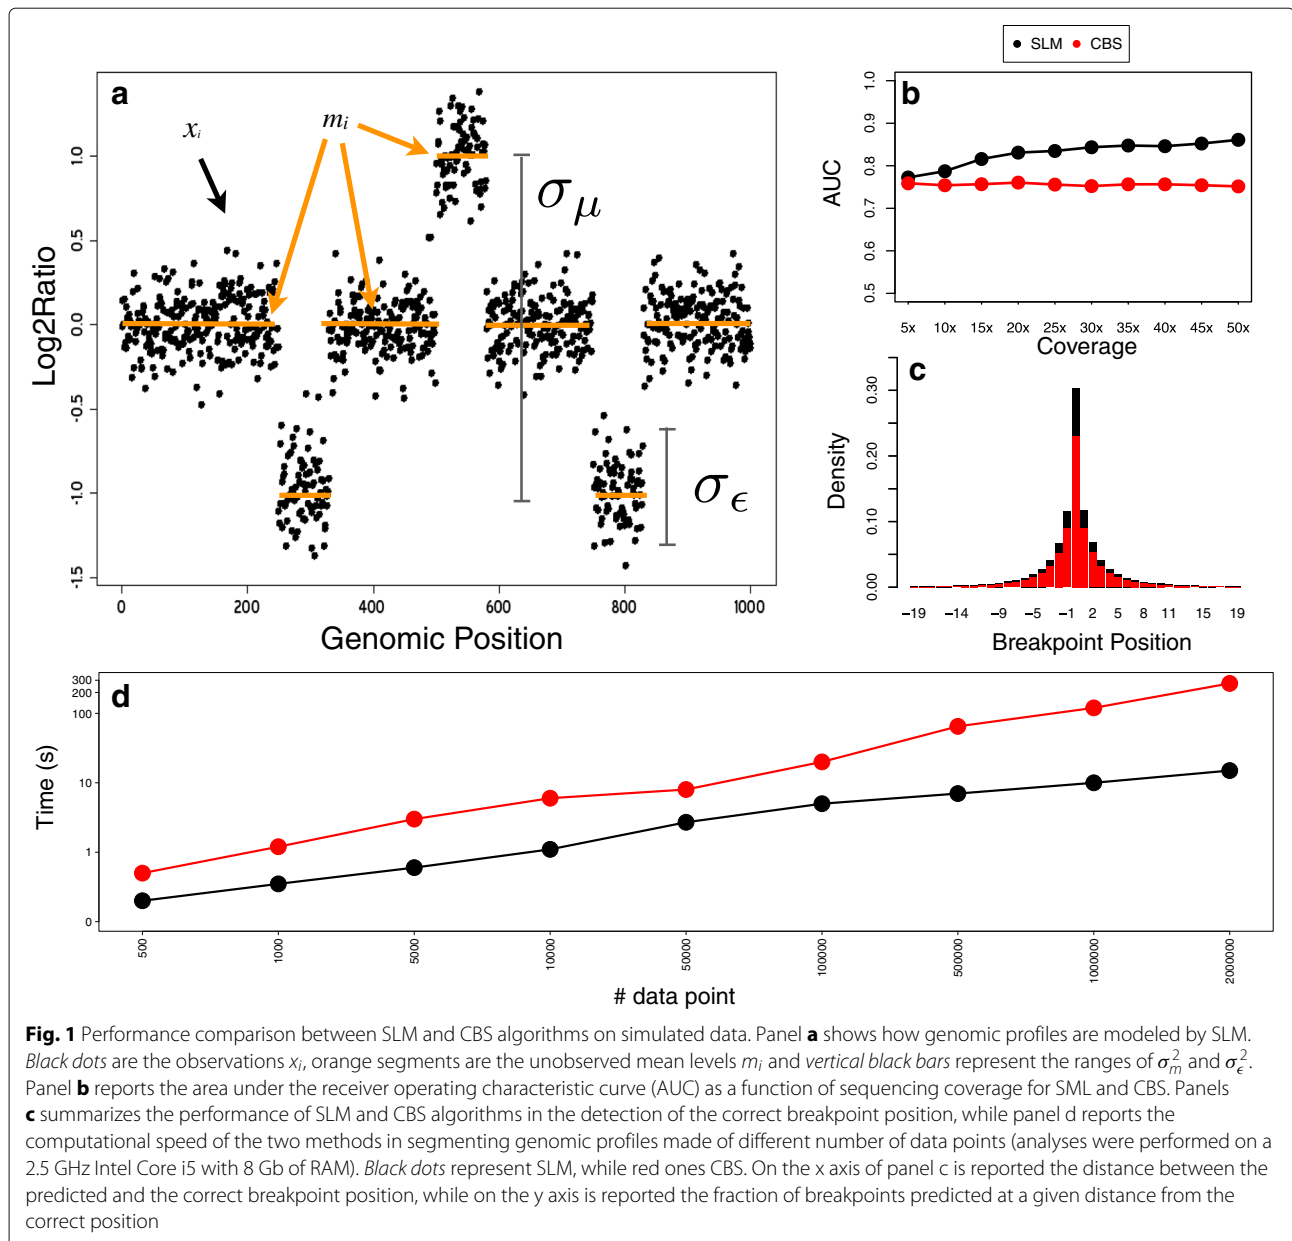 SLM CBS
a
x_i
m_i
σ_μ
σ_ϵ
1.0
0.5
0.0
-0.5
-1.0
-1.5
Log2Ratio
0 200 400 600 800 1000
Genomic Position
b
1.0
0.9
0.8
0.7
0.6
0.5
AUC
5x 10x 15x 20x 25x 30x 35x 40x 45x 50x
Coverage
c
0.30
0.20
0.10
0.00
Density
−19 −14 −9 −5 −1 2 5 8 11 15 19
Breakpoint Position
d
300
200
100
10
1
0
Time (s)
500 1000 5000 10000 50000 100000 500000 1000000 2000000
# data point
Fig. 1 Performance comparison between SLM and CBS algorithms on simulated data. Panel a shows how genomic profiles are modeled by SLM.
Black dots are the observations x_i, orange segments are the unobserved mean levels m_i and vertical black bars represent the ranges of σ²_m and σ²_ϵ.
Panel b reports the area under the receiver operating characteristic curve (AUC) as a function of sequencing coverage for SML and CBS. Panels
c summarizes the performance of SLM and CBS algorithms in the detection of the correct breakpoint position, while panel d reports the
computational speed of the two methods in segmenting genomic profiles made of different number of data points (analyses were performed on a
2.5 GHz Intel Core i5 with 8 Gb of RAM). Black dots represent SLM, while red ones CBS. On the x axis of panel c is reported the distance between the
predicted and the correct breakpoint position, while on the y axis is reported the fraction of breakpoints predicted at a given distance from the
correct position